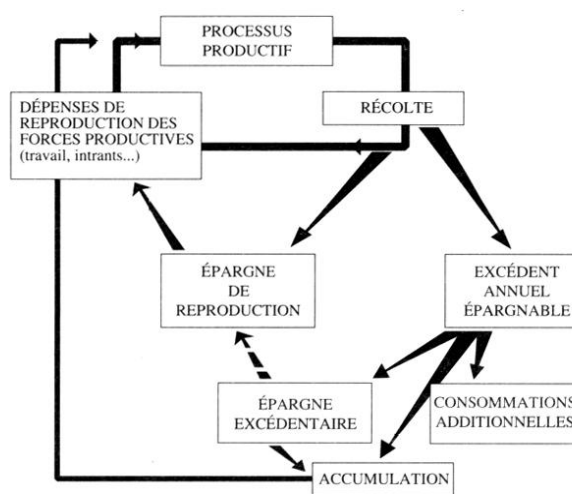 PROCESSUS
PRODUCTIF
DÉPENSES DE
REPRODUCTION DES
FORCES PRODUCTIVES
(travail, intrants...)
RÉCOLTE
ÉPARGNE
DE
REPRODUCTION
EXCÉDENT
ANNUEL
ÉPARGNABLE
ÉPARGNE
EXCÉDENTAIRE
CONSOMMATIONS
ADDITIONNELLES
ACCUMULATION